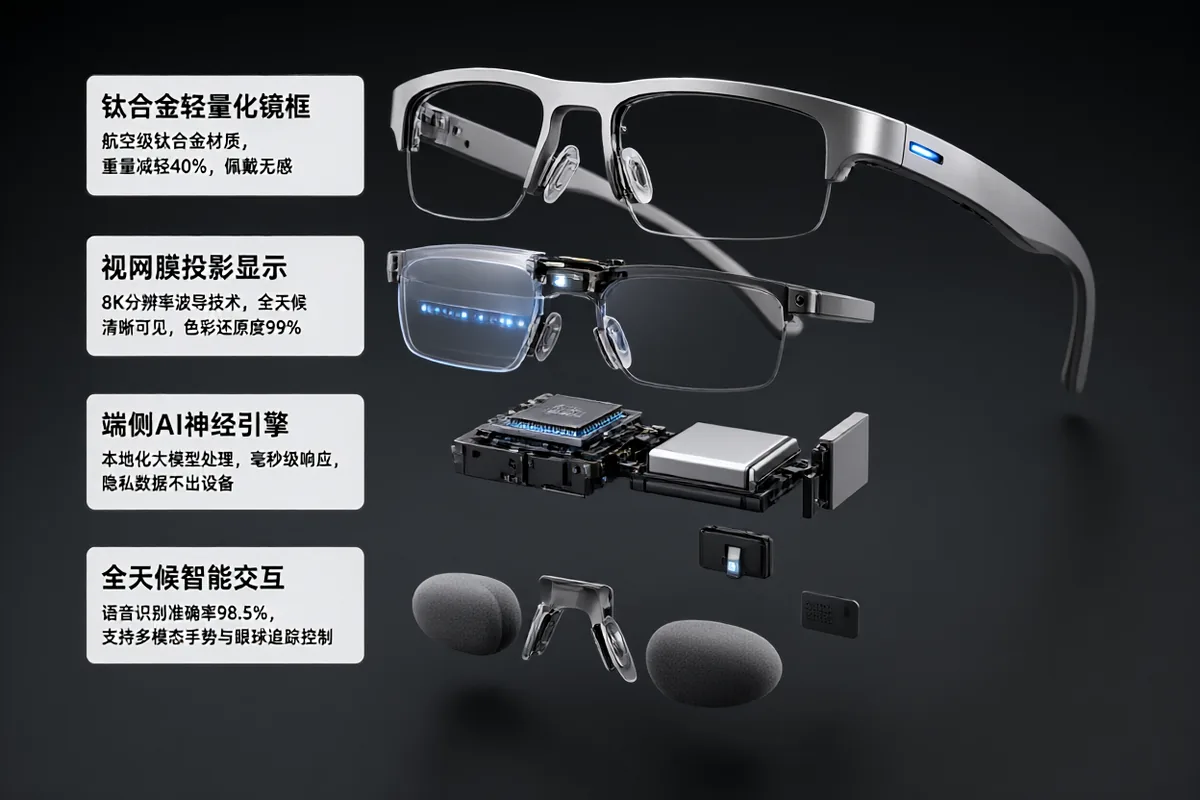 钛合金轻量化镜框
航空级钛合金材质，
重量减轻40%，佩戴无感
视网膜投影显示
8K分辨率波导技术，全天候
清晰可见，色彩还原度99%
端侧AI神经引擎
本地化大模型处理，毫秒级响应，
隐私数据不出设备
全天候智能交互
语音识别准确率98.5%，
支持多模态手势与眼球追踪控制